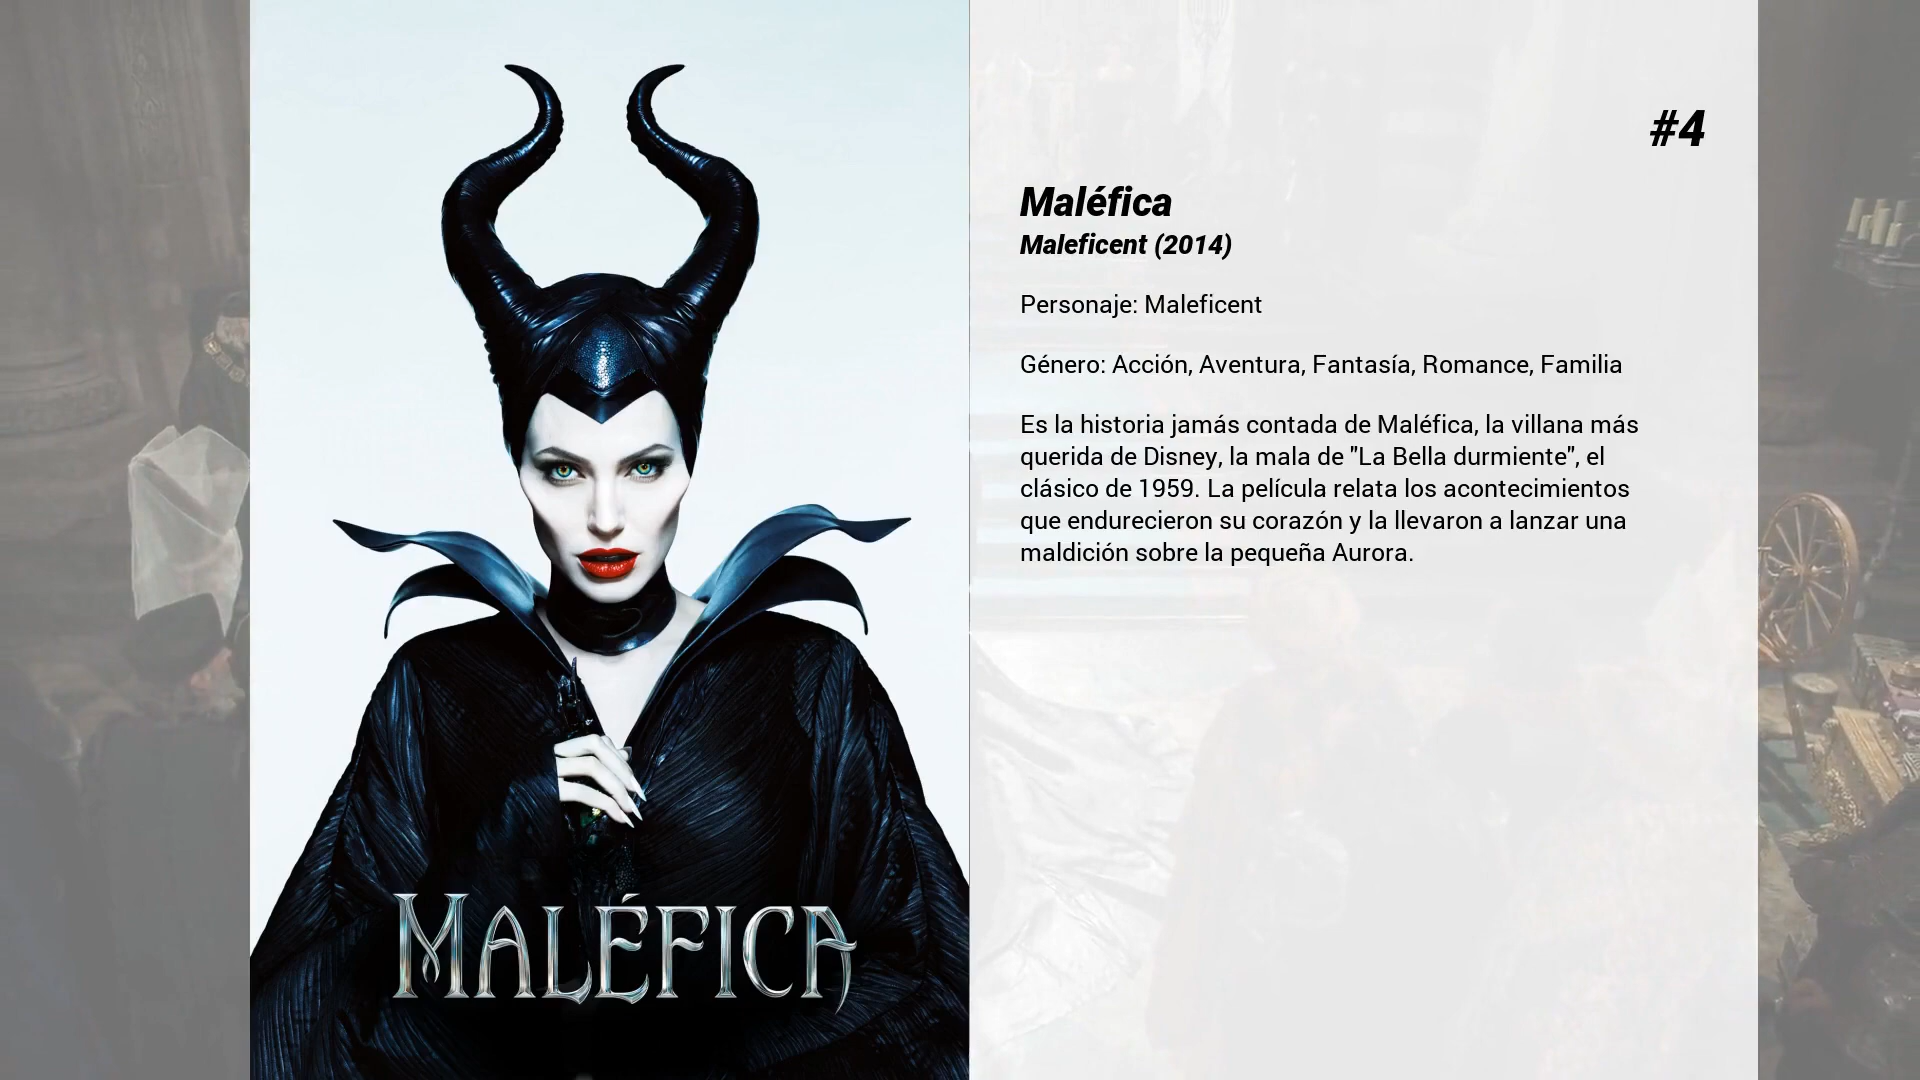 #4
Maléfica
Maleficent (2014)
Personaje: Maleficent
Género: Acción, Aventura, Fantasía, Romance, Familia
Es la historia jamás contada de Maléfica, la villana más
querida de Disney, la mala de "La Bella durmiente", el
clásico de 1959. La película relata los acontecimientos
que endurecieron su corazón y la llevaron a lanzar una
maldición sobre la pequeña Aurora.
MALÉFICA